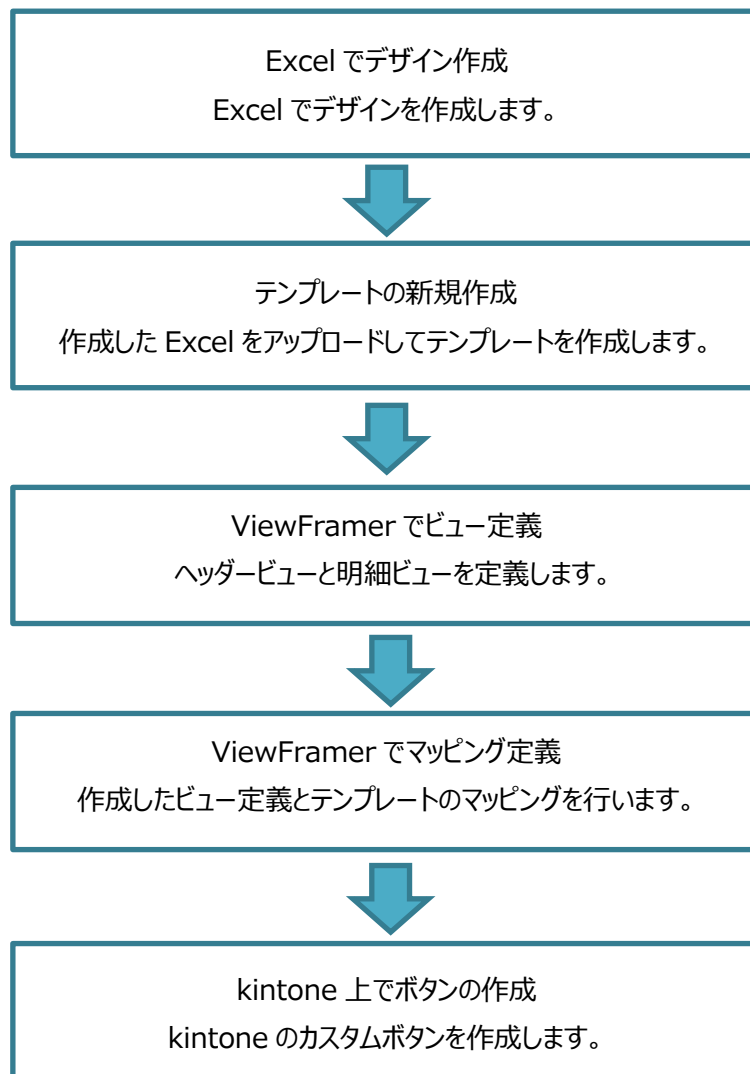 Excel でデザイン作成
Excel でデザインを作成します。
テンプレートの新規作成
作成した Excel をアップロードしてテンプレートを作成します。
ViewFramer でビュー定義
ヘッダービューと明細ビューを定義します。
ViewFramer でマッピング定義
作成したビュー定義とテンプレートのマッピングを行います。
kintone 上でボタンの作成
kintone のカスタムボタンを作成します。